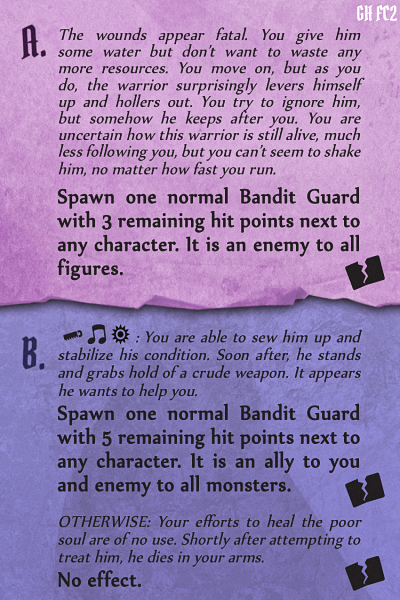 GH FC2
A. The wounds appear fatal. You give him
some water but don't want to waste any
more resources. You move on, but as you
do, the warrior surprisingly levers himself
up and hollers out. You try to ignore him,
but somehow he keeps after you. You are
uncertain how this warrior is still alive, much
less following you, but you can't seem to shake
him, no matter how fast you run.
Spawn one normal Bandit Guard
with 3 remaining hit points next to
any character. It is an enemy to all
figures.
B. : You are able to sew him up and
stabilize his condition. Soon after, he stands
and grabs hold of a crude weapon. It appears
he wants to help you.
Spawn one normal Bandit Guard
with 5 remaining hit points next to
any character. It is an ally to you
and enemy to all monsters.
OTHERWISE: Your efforts to heal the poor
soul are of no use. Shortly after attempting to
treat him, he dies in your arms.
No effect.